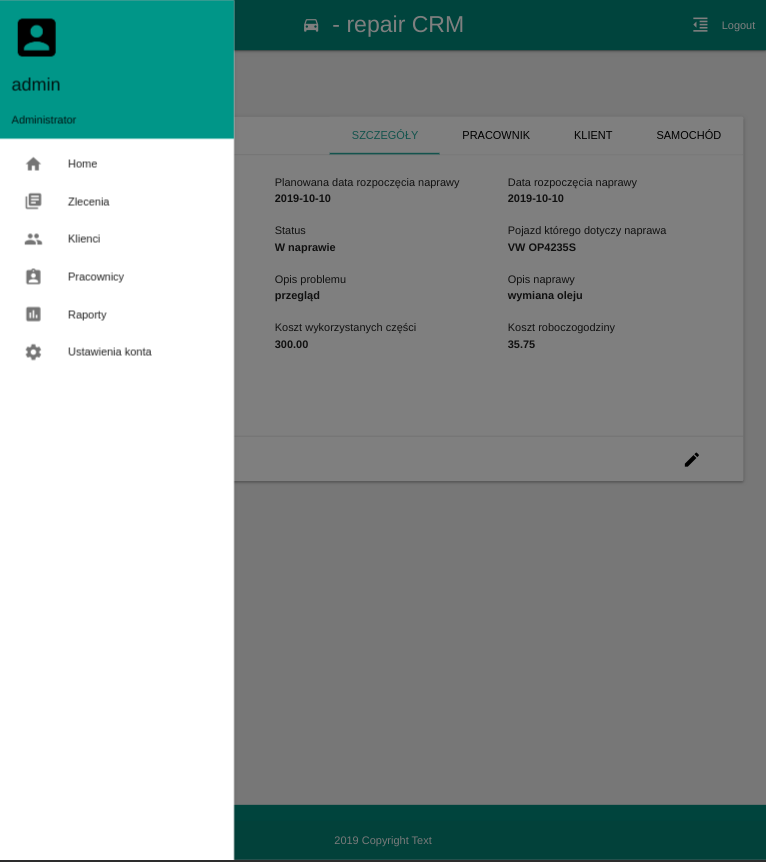 admin
Administrator
Home
Zlecenia
Klienci
Pracownicy
Raporty
Ustawienia konta
- repair CRM
Logout
SZCZEGÓŁY PRACOWNIK KLIENT SAMOCHÓD
Planowana data rozpoczęcia naprawy
2019-10-10
Data rozpoczęcia naprawy
2019-10-10
Status
W naprawie
Pojazd którego dotyczy naprawa
VW OP4235S
Opis problemu
przegląd
Opis naprawy
wymiana oleju
Koszt wykorzystanych części
300.00
Koszt roboczogodziny
35.75
2019 Copyright Text